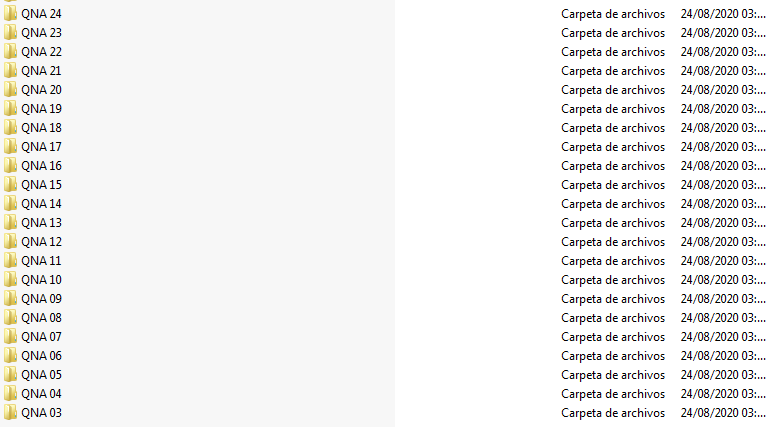 QNA 24 Carpeta de archivos 24/08/2020 03:...
QNA 23 Carpeta de archivos 24/08/2020 03:...
QNA 22 Carpeta de archivos 24/08/2020 03:...
QNA 21 Carpeta de archivos 24/08/2020 03:...
QNA 20 Carpeta de archivos 24/08/2020 03:...
QNA 19 Carpeta de archivos 24/08/2020 03:...
QNA 18 Carpeta de archivos 24/08/2020 03:...
QNA 17 Carpeta de archivos 24/08/2020 03:...
QNA 16 Carpeta de archivos 24/08/2020 03:...
QNA 15 Carpeta de archivos 24/08/2020 03:...
QNA 14 Carpeta de archivos 24/08/2020 03:...
QNA 13 Carpeta de archivos 24/08/2020 03:...
QNA 12 Carpeta de archivos 24/08/2020 03:...
QNA 11 Carpeta de archivos 24/08/2020 03:...
QNA 10 Carpeta de archivos 24/08/2020 03:...
QNA 09 Carpeta de archivos 24/08/2020 03:...
QNA 08 Carpeta de archivos 24/08/2020 03:...
QNA 07 Carpeta de archivos 24/08/2020 03:...
QNA 06 Carpeta de archivos 24/08/2020 03:...
QNA 05 Carpeta de archivos 24/08/2020 03:...
QNA 04 Carpeta de archivos 24/08/2020 03:...
QNA 03 Carpeta de archivos 24/08/2020 03:...